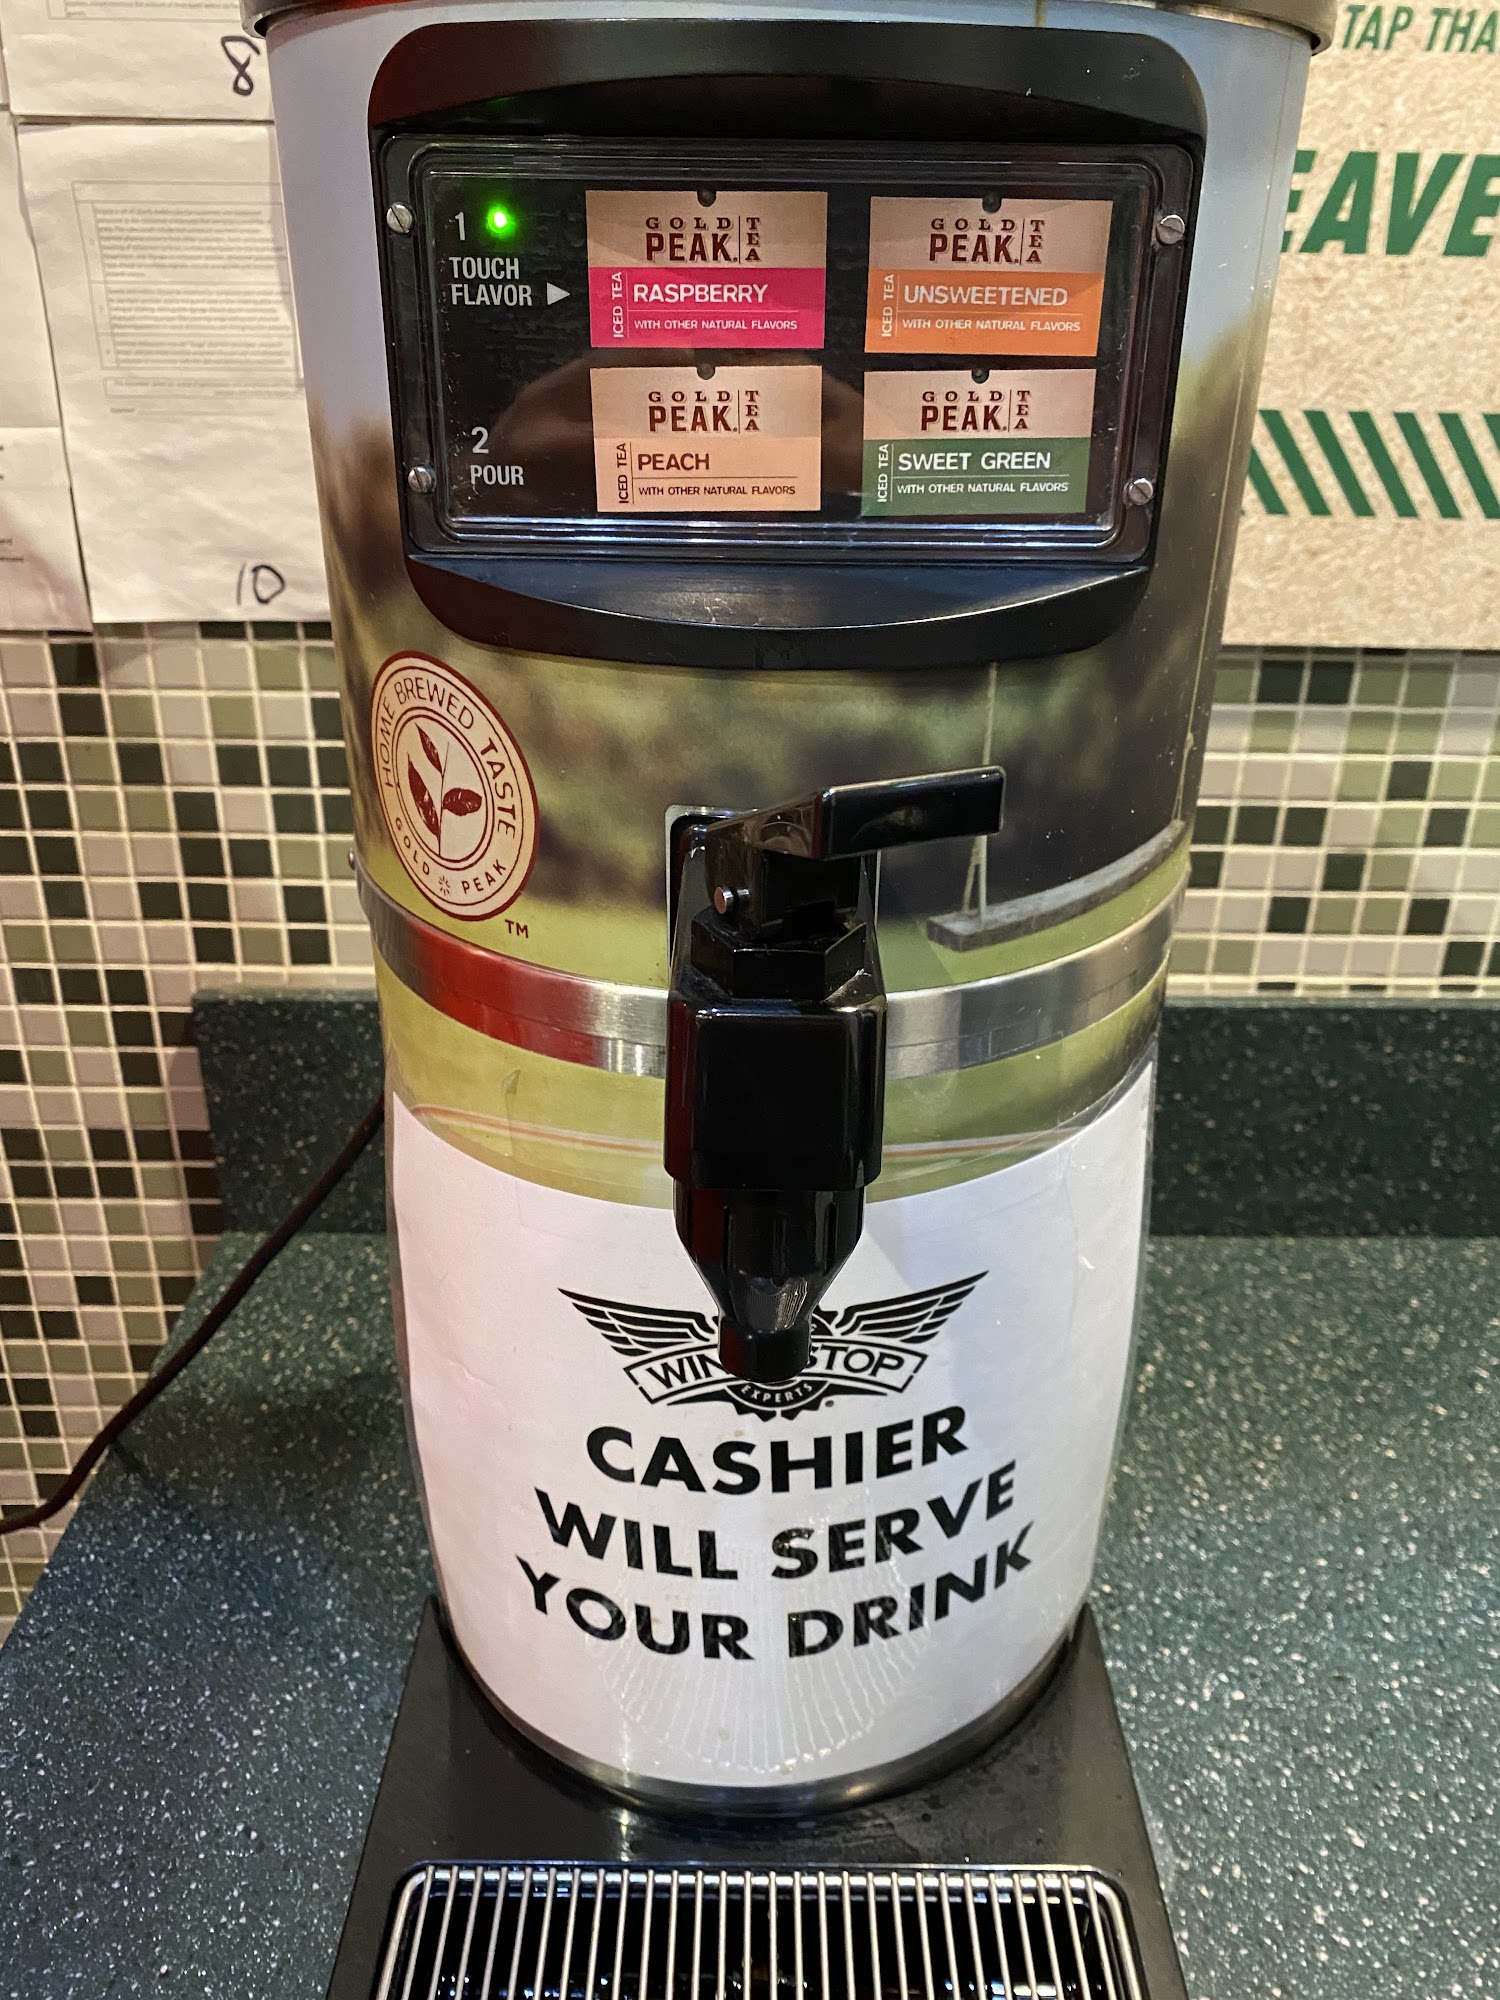 8
10
TAP THA
EAVE
1
TOUCH
FLAVOR
2
POUR
GOLD
PEAK.
TEA
ICED TEA
RASPBERRY
WITH OTHER NATURAL FLAVORS
GOLD
PEAK.
TEA
ICED TEA
UNSWEETENED
WITH OTHER NATURAL FLAVORS
GOLD
PEAK.
TEA
ICED TEA
PEACH
WITH OTHER NATURAL FLAVORS
GOLD
PEAK.
TEA
ICED TEA
SWEET GREEN
WITH OTHER NATURAL FLAVORS
HOME BREWED TASTE
GOLD PEAK
TM
WIN STOP
EXPERTS
CASHIER
WILL SERVE
YOUR DRINK